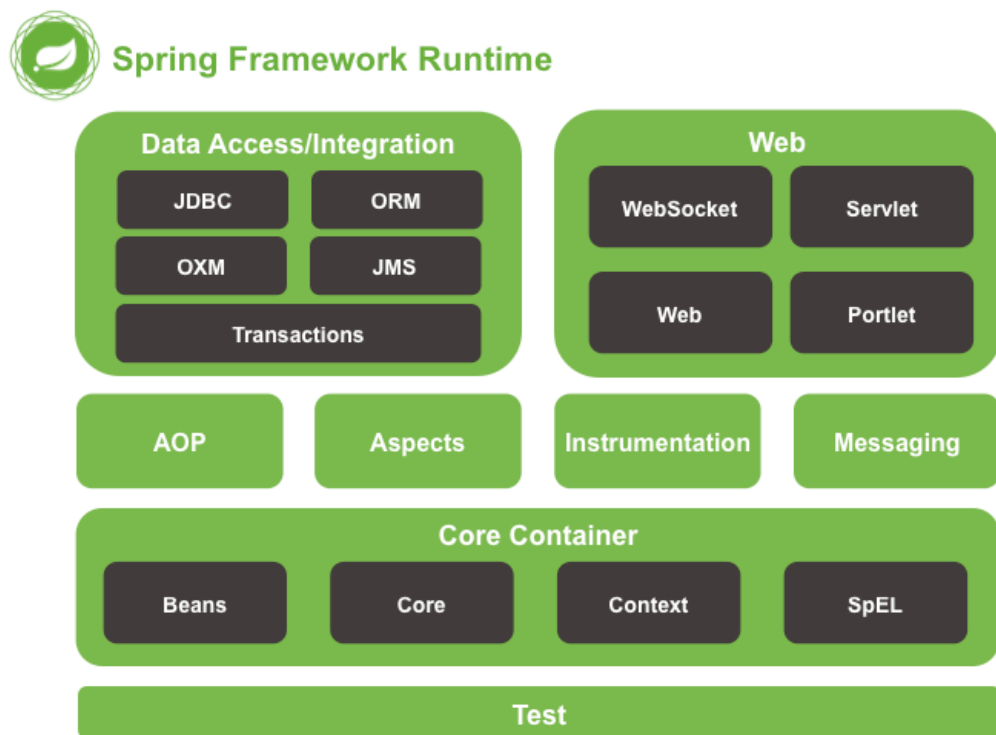 Spring Framework Runtime
Data Access/Integration
JDBC
ORM
OXM
JMS
Transactions
Web
WebSocket
Servlet
Web
Portlet
AOP
Aspects
Instrumentation
Messaging
Core Container
Beans
Core
Context
SpEL
Test